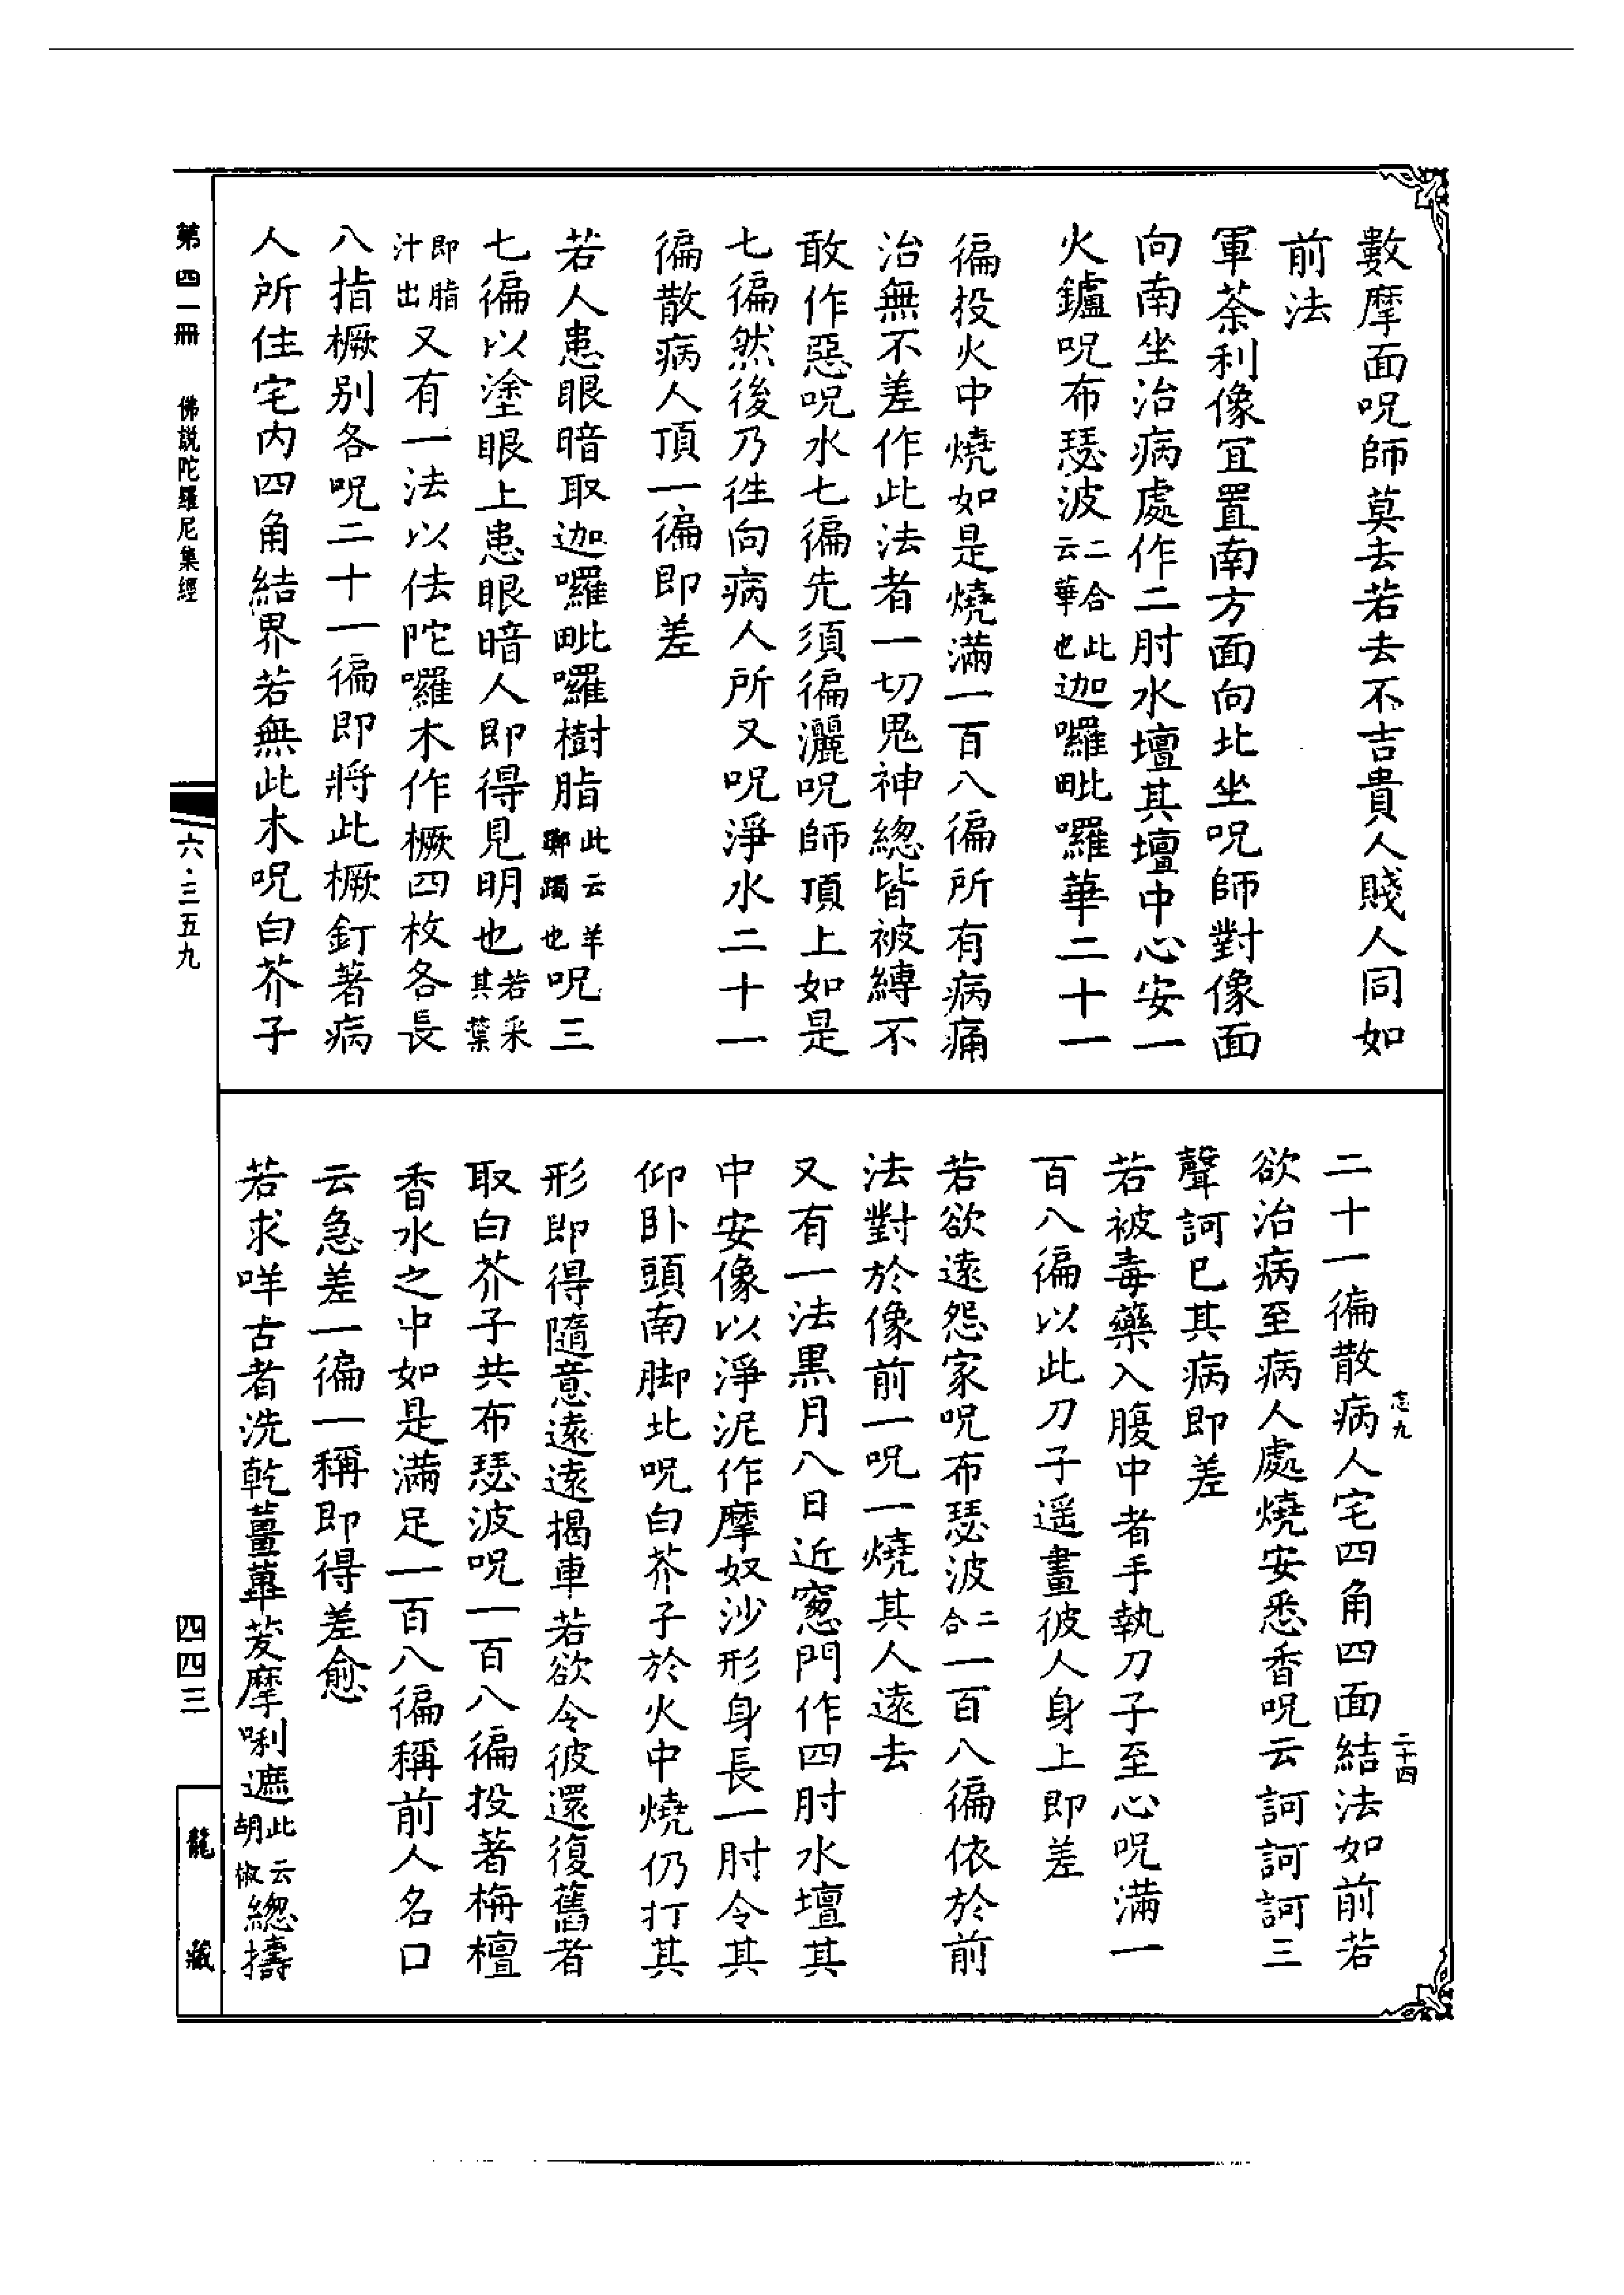 數摩面呪師莫去若去不吉貴人賤人同如
前法
軍荼利像宜置南方面向北坐呪師對像面
向南坐治病處作二肘水壇其壇中心安一
火鑪呪布瑟波二合此云華也迦囉毗囉華二十一
徧投火中燒如是燒滿一百八徧所有病痛
治無不差作此法者一切鬼神總皆被縛不
敢作惡呪水七徧先須徧灑呪師頂上如是
七徧然後乃徃向病人所又呪淨水二十一
徧散病人頂一徧即差
若人患眼暗取迦囉毗囉樹脂此云羊躑躅也呪三
七徧以塗眼上患眼暗人即得見明也若采其葉
即脂汁出又有一法以佉陀囉木作橛四枚各長
八指橛別各呪二十一徧即將此橛釘著病
人所住宅內四角結界若無此木呪白芥子
二十一徧散病人宅四角四面結法如前若
欲治病至病人處燒安悉香呪云訶訶訶三
聲訶已其病即差
若被毒藥入腹中者手執刀子至心呪滿一
百八徧以此刀子遥畫彼人身上即差
若欲遠怨家呪布瑟波二合一百八徧依於前
法對於像前一呪一燒其人遠去
又有一法黑月八日近窻門作四肘水壇其
中安像以淨泥作摩奴沙形身長一肘令其
仰卧頭南脚北呪白芥子於火中燒仍打其
形即得隨意遠遠揭車若欲令彼還復舊者
取白芥子共布瑟波呪一百八徧投著栴檀
香水之中如是滿足一百八徧稱前人名口
云急差一徧一稱即得差愈
若求咩古者洗乾薑蓽茇摩唎遮此云胡椒總擣
志九
二十四
第四一冊
佛説陀羅尼集經
六·三五九
四四三
龍藏